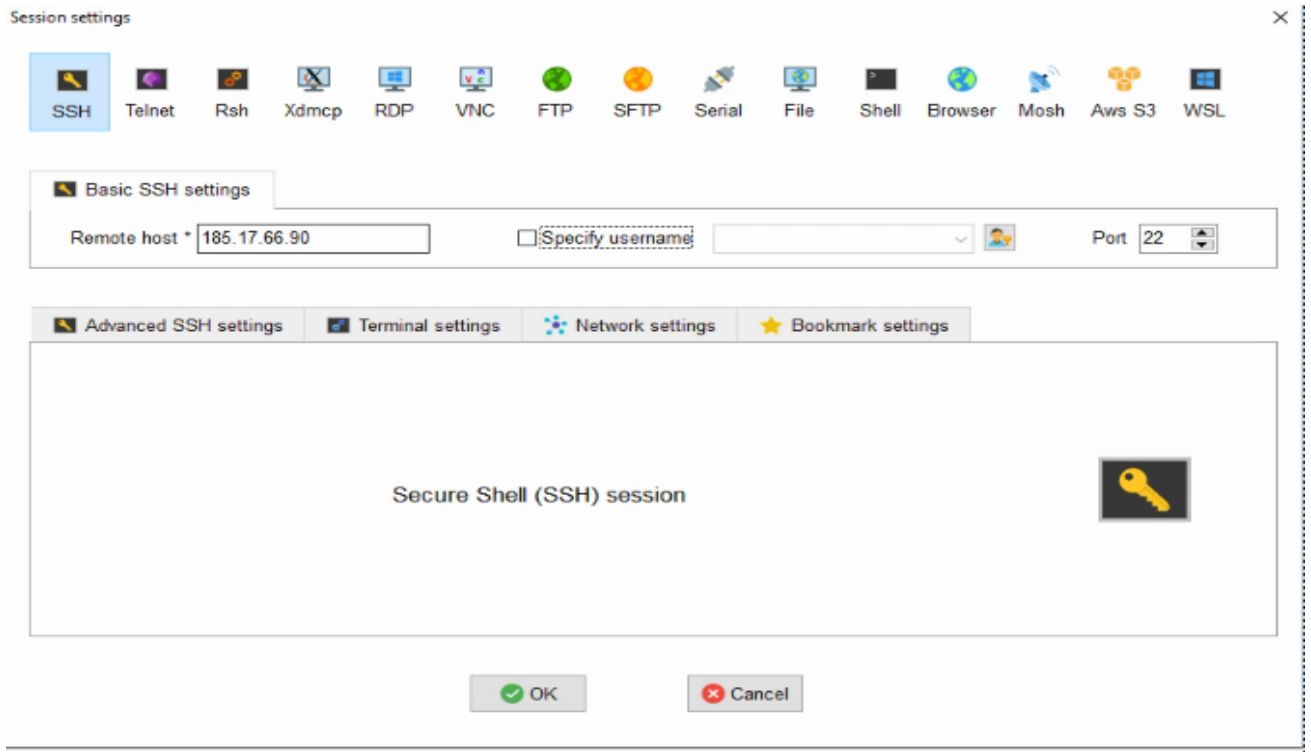 Session settings
SSH Telnet Rsh Xdmcp RDP VNC FTP SFTP Serial File Shell Browser Mosh Aws S3 WSL
Basic SSH settings
Remote host * 185.17.66.90 Specify username Port 22
Advanced SSH settings Terminal settings Network settings Bookmark settings
Secure Shell (SSH) session
OK Cancel